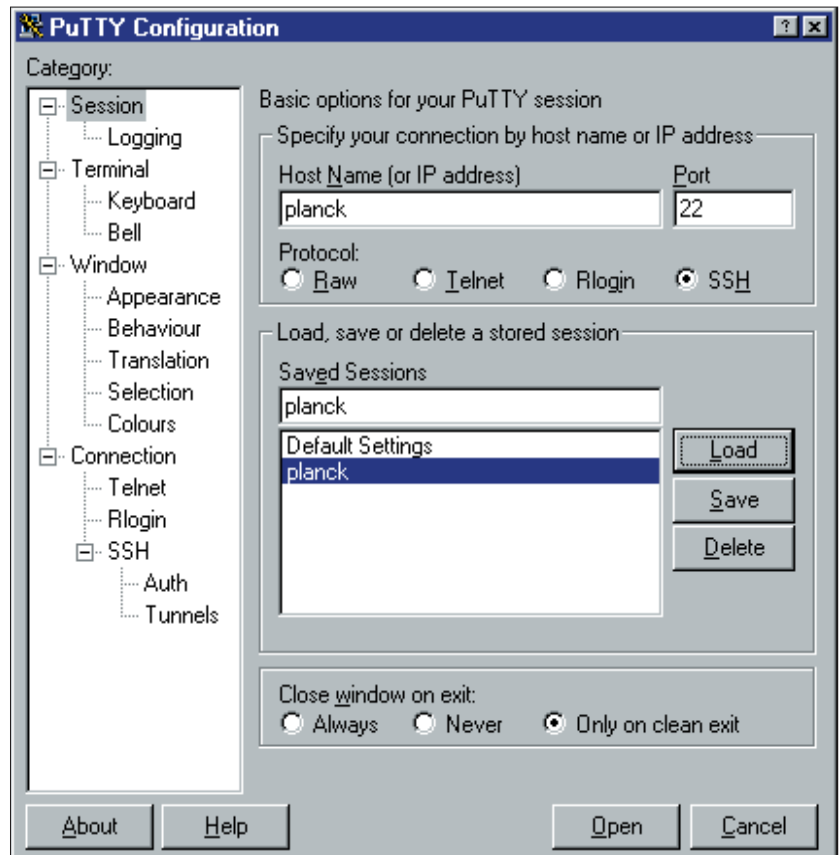 PuTTY Configuration
Category:
Session
Logging
Terminal
Keyboard
Bell
Window
Appearance
Behaviour
Translation
Selection
Colours
Connection
Telnet
Rlogin
SSH
Auth
Tunnels
Basic options for your PuTTY session
Specify your connection by host name or IP address
Host Name (or IP address) Port
planck 22
Protocol:
Raw Telnet Rlogin SSH
Load, save or delete a stored session
Saved Sessions
planck
Default Settings
planck
Load
Save
Delete
Close window on exit:
Always Never Only on clean exit
About Help Open Cancel